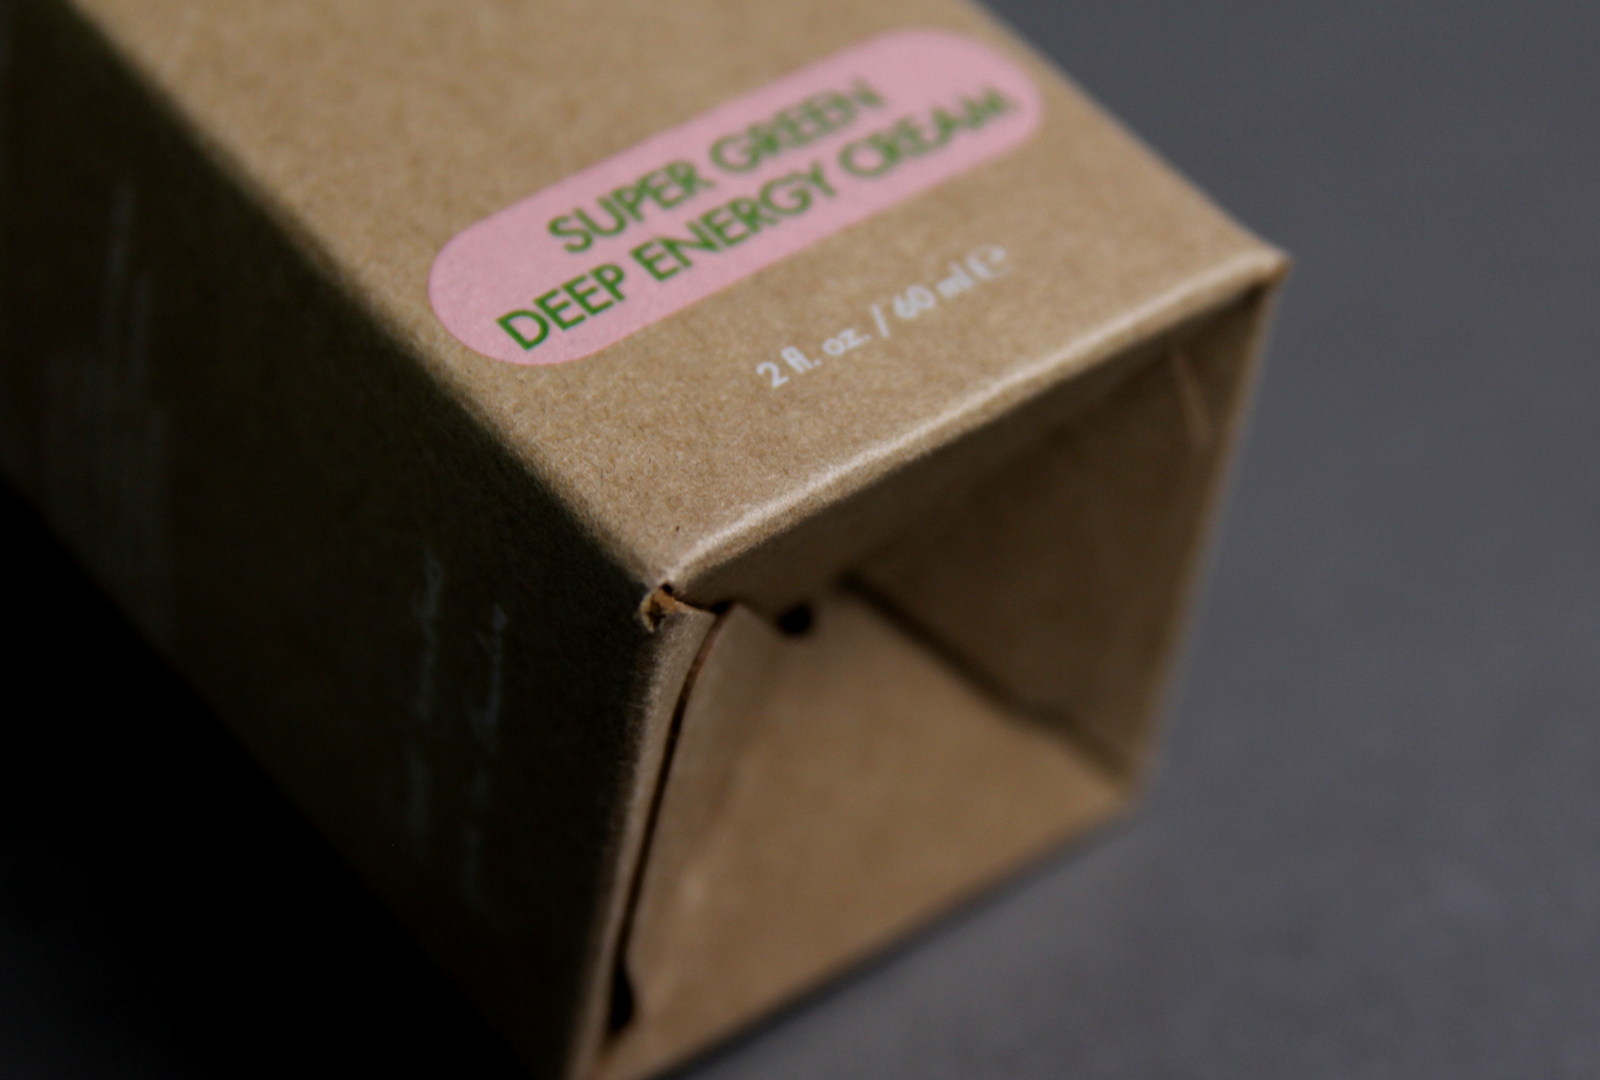 SUPER GREEN
DEEP ENERGY CREAM
2 fl. oz. / 60 ml ℮